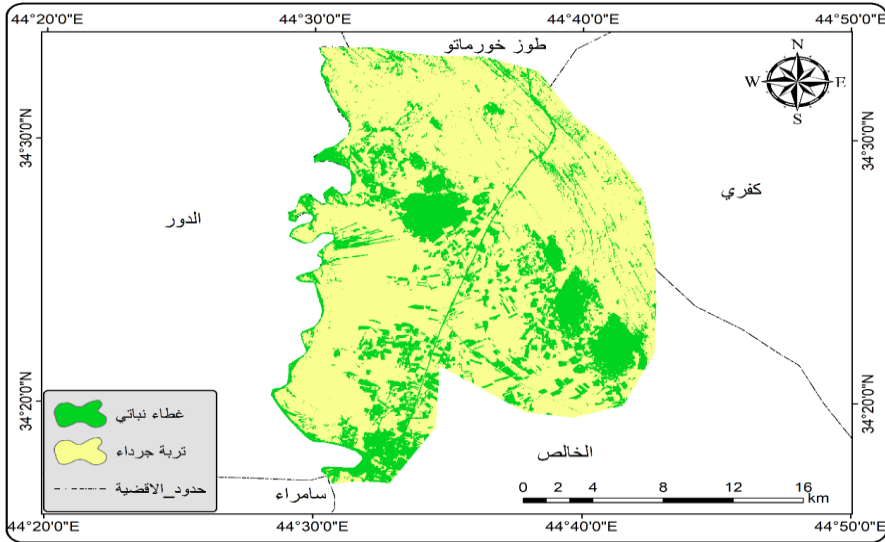 44°20'0"E 44°30'0"E 44°40'0"E 44°50'0"E
طوز خورماتو
N
W E
S
34°30'0"N 34°30'0"N
كفري
الدور
34°20'0"N 34°20'0"N
غطاء نباتي
تربة جرداء
حدود_الاقضية
الخالص
سامراء
0 2 4 8 12 16
km
44°20'0"E 44°30'0"E 44°40'0"E 44°50'0"E